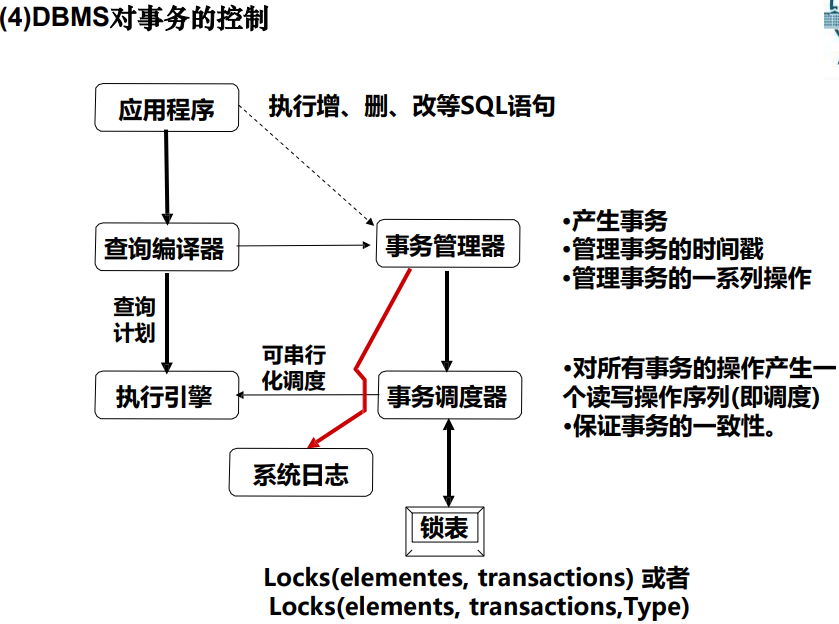 (4)DBMS对事务的控制
应用程序
执行增、删、改等SQL语句
查询编译器
事务管理器
•产生事务
•管理事务的时间戳
•管理事务的一系列操作
查询
计划
可串行
化调度
执行引擎
事务调度器
•对所有事务的操作产生一
个读写操作序列(即调度)
•保证事务的一致性。
系统日志
锁表
Locks(elementes, transactions) 或者
Locks(elements, transactions,Type)